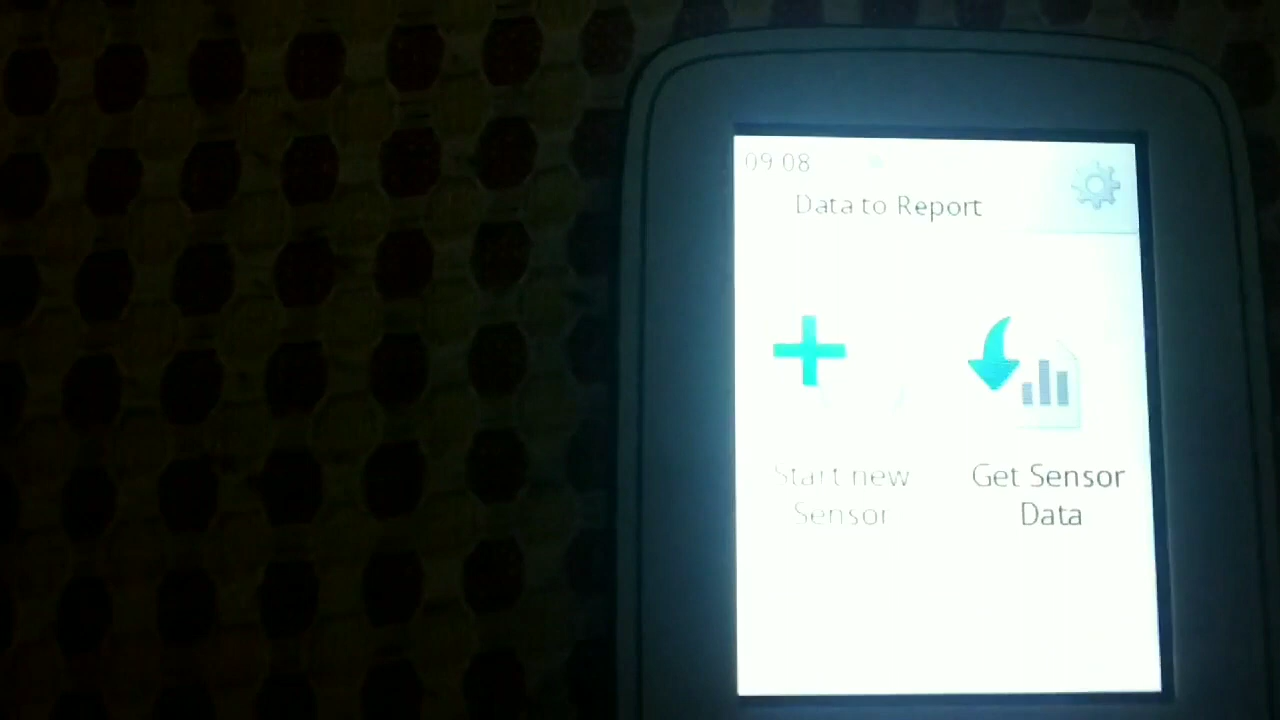 09:08
Data to Report
Start new
Sensor
Get Sensor
Data